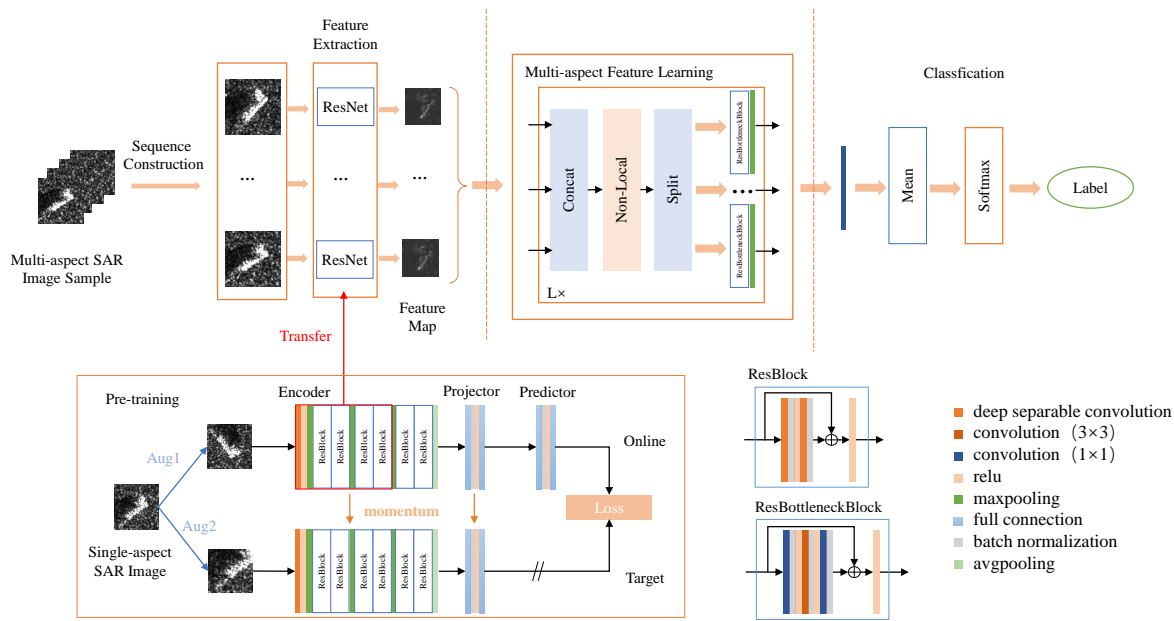 Feature
Extraction
Sequence
Construction
Multi-aspect SAR
Image Sample
...
...
...
ResNet
ResNet
Feature
Map
Multi-aspect Feature Learning
Concat
Non-Local
Split
ResBottleneckBlock
...
ResBottleneckBlock
L×
Classfication
Mean
Softmax
Label
Transfer
Pre-training
Encoder
Projector
Predictor
Aug1
Aug2
Single-aspect
SAR Image
ResBlock
ResBlock
ResBlock
ResBlock
ResBlock
ResBlock
momentum
ResBlock
ResBlock
ResBlock
ResBlock
ResBlock
ResBlock
Online
Loss
Target
//
ResBlock
ResBottleneckBlock
deep separable convolution
convolution (3×3)
convolution (1×1)
relu
maxpooling
full connection
batch normalization
avgpooling